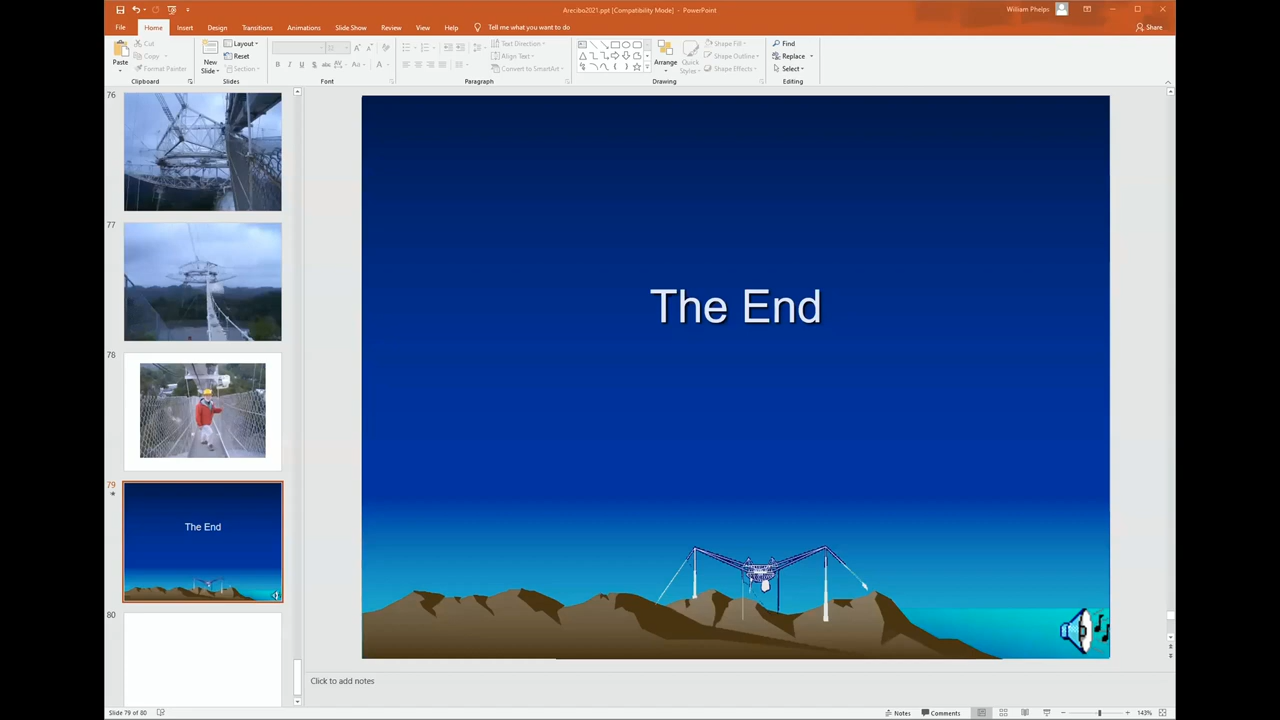 Arecibo2021.ppt [Compatibility Mode] - PowerPoint
William Phelps
File Home Insert Design Transitions Animations Slide Show Review View Help Tell me what you want to do Share
Paste
Cut
Copy
Format Painter
Clipboard
New Slide
Layout
Reset
Section
Slides
Font
Text Direction
Align Text
Convert to SmartArt
Paragraph
Arrange
Quick Styles
Shape Fill
Shape Outline
Shape Effects
Drawing
Find
Replace
Select
Editing
76
77
78
79
The End
80
The End
Click to add notes
Slide 79 of 80
Notes Comments 143%